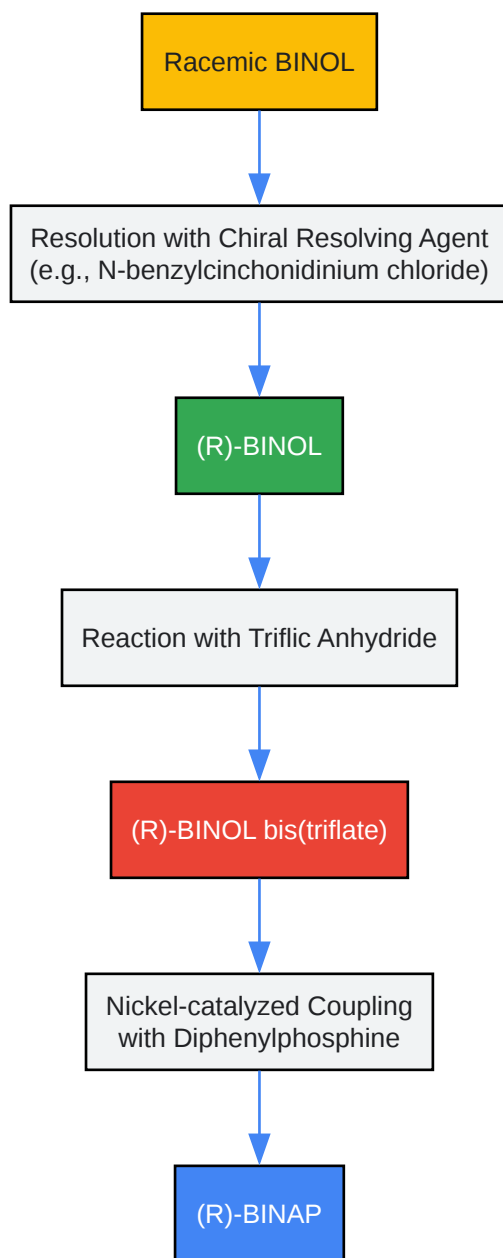 Racemic BINOL
Resolution with Chiral Resolving Agent
(e.g., N-benzylcinchonidinium chloride)
(R)-BINOL
Reaction with Triflic Anhydride
(R)-BINOL bis(triflate)
Nickel-catalyzed Coupling
with Diphenylphosphine
(R)-BINAP